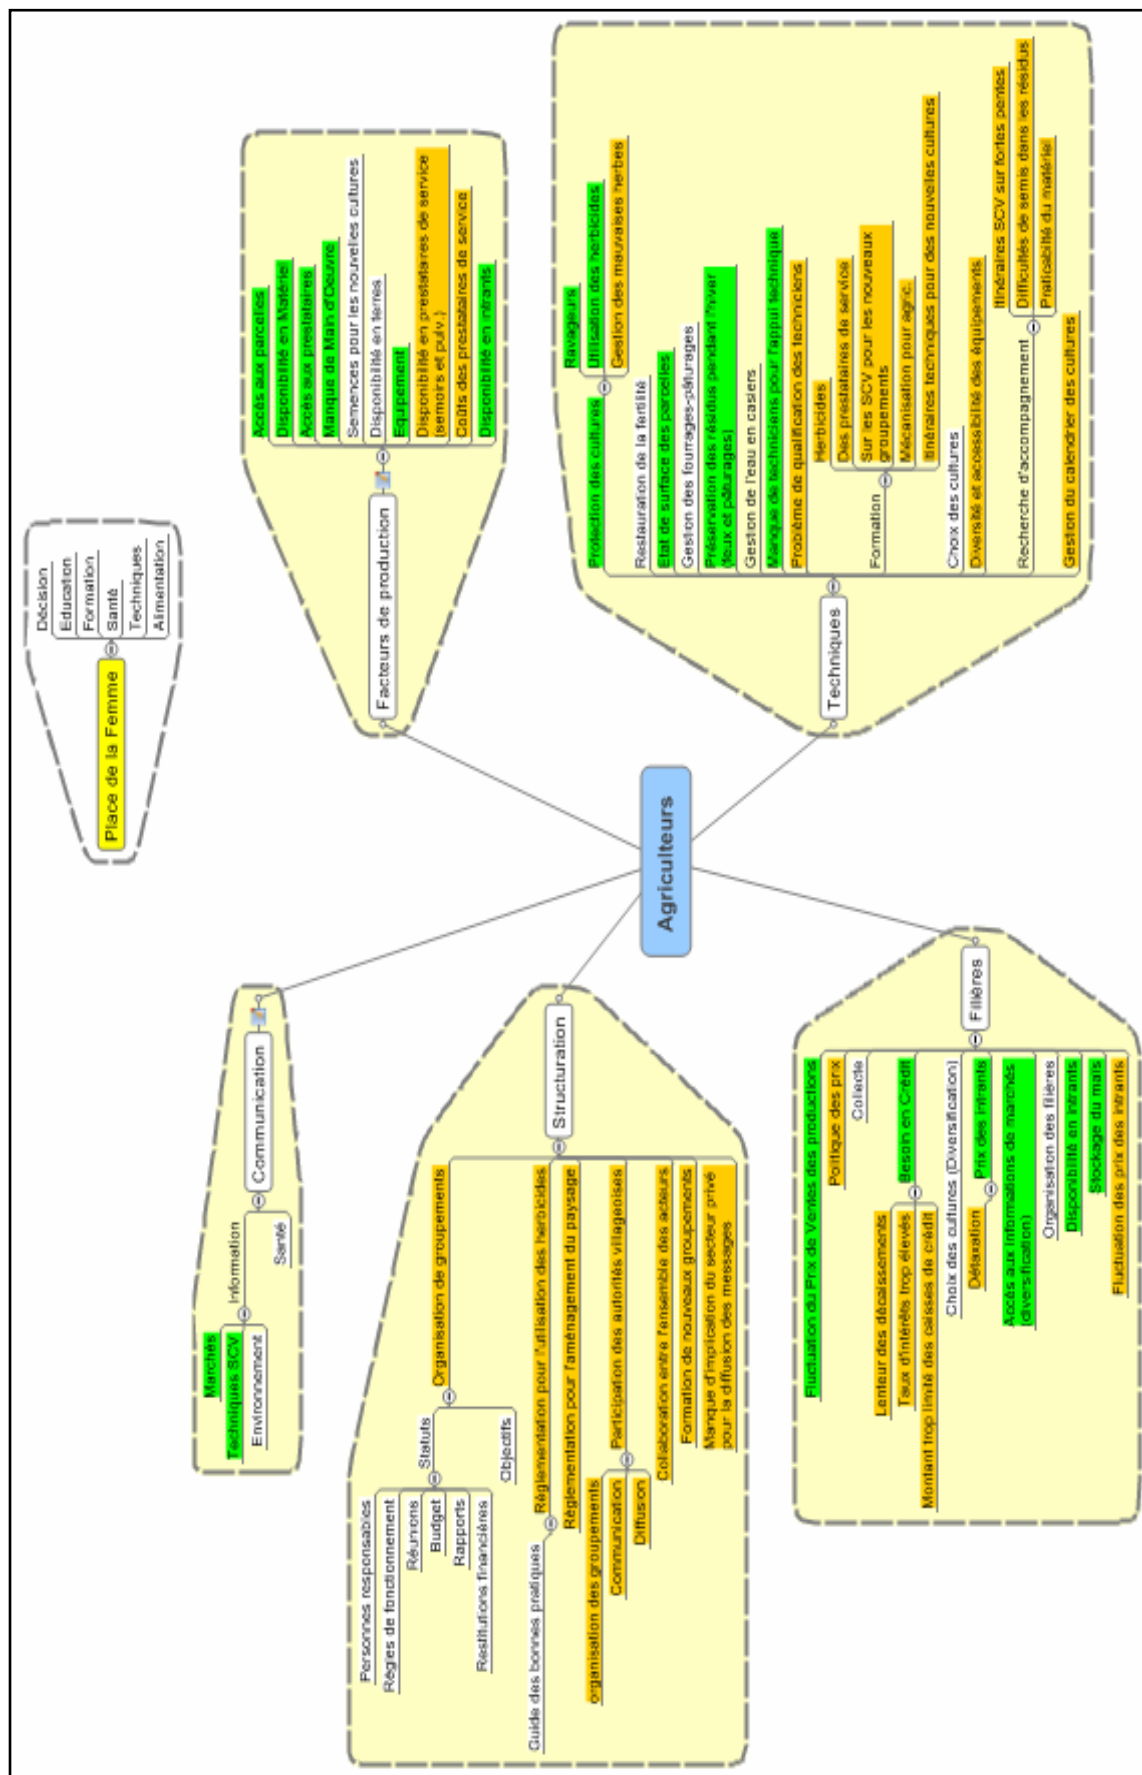 Place de la Femme
Décision
Education
Formation
Santé
Techniques
Alimentation
Communication
Information
Marchés
Techniques SCV
Environnement
Santé
Facteurs de production
Accès aux parcelles
Disponibilité en Matériel
Accès aux prestataires
Manque de Main d'Oeuvre
Semences pour les nouvelles cultures
Disponibilité en terres
Equipement
Disponibilité en prestataires de service
(semoirs et pulv.)
Coûts des prestataires de service
Disponibilité en intrants
Structuration
Organisation de groupements
Statuts
Personnes responsables
Régles de fonctionnement
Réunions
Budget
Rapports
Restitutions financières
Objectifs
Règlementation pour l'utilisation des herbicides
Guide des bonnes pratiques
Règlementation pour l'aménagement du paysage
Participation des autorités villageoises
organisation des groupements
Communication
Diffusion
Collaboration entre l'ensemble des acteurs
Formation de nouveaux groupements
Manque d'implication du secteur privé
pour la diffusion des messages
Agriculteurs
Techniques
Protection des cultures
Ravageurs
Utilisation des herbicides
Gestion des mauvaises herbes
Restauration de la fertilité
Etat de surface des parcelles
Gestion des fourrages-pâturages
Préservation des résidus pendant l'hiver
(feux et pâturages)
Gestion de l'eau en casiers
Manque de techniciens pour l'appui technique
Problème de qualification des techniciens
Formation
Herbicides
Des prestataires de service
Sur les SCV pour les nouveaux
groupements
Mécanisation pour agric.
Itinéraires techniques pour des nouvelles cultures
Choix des cultures
Diversité et accessibilité des équipements
Recherche d'accompagnement
Itinéraires SCV sur fortes pentes
Difficultés de semis dans les résidus
Praticabilité du matériel
Gestion du calendrier des cultures
Filières
Fluctuation du Prix de Ventes des productions
Politique des prix
Collecte
Besoin en Crédit
Lenteur des décaissements
Taux d'intérêts trop élevés
Montant trop limité des caisses de crédit
Choix des cultures (Diversification)
Prix des intrants
Détaxation
Accès aux informations de marchés
(diversification)
Organisation des filières
Disponibilité en intrants
Stockage du maïs
Fluctuation des prix des intrants